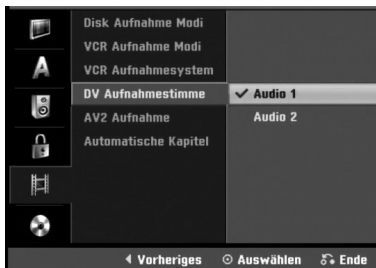 Disk Aufnahme Modi
VCR Aufnahme Modi
VCR Aufnahmesystem
DV Aufnahmestimme
✔ Audio 1
Audio 2
AV2 Aufnahme
Automatische Kapitel
A
Vorheriges
Auswählen
Ende